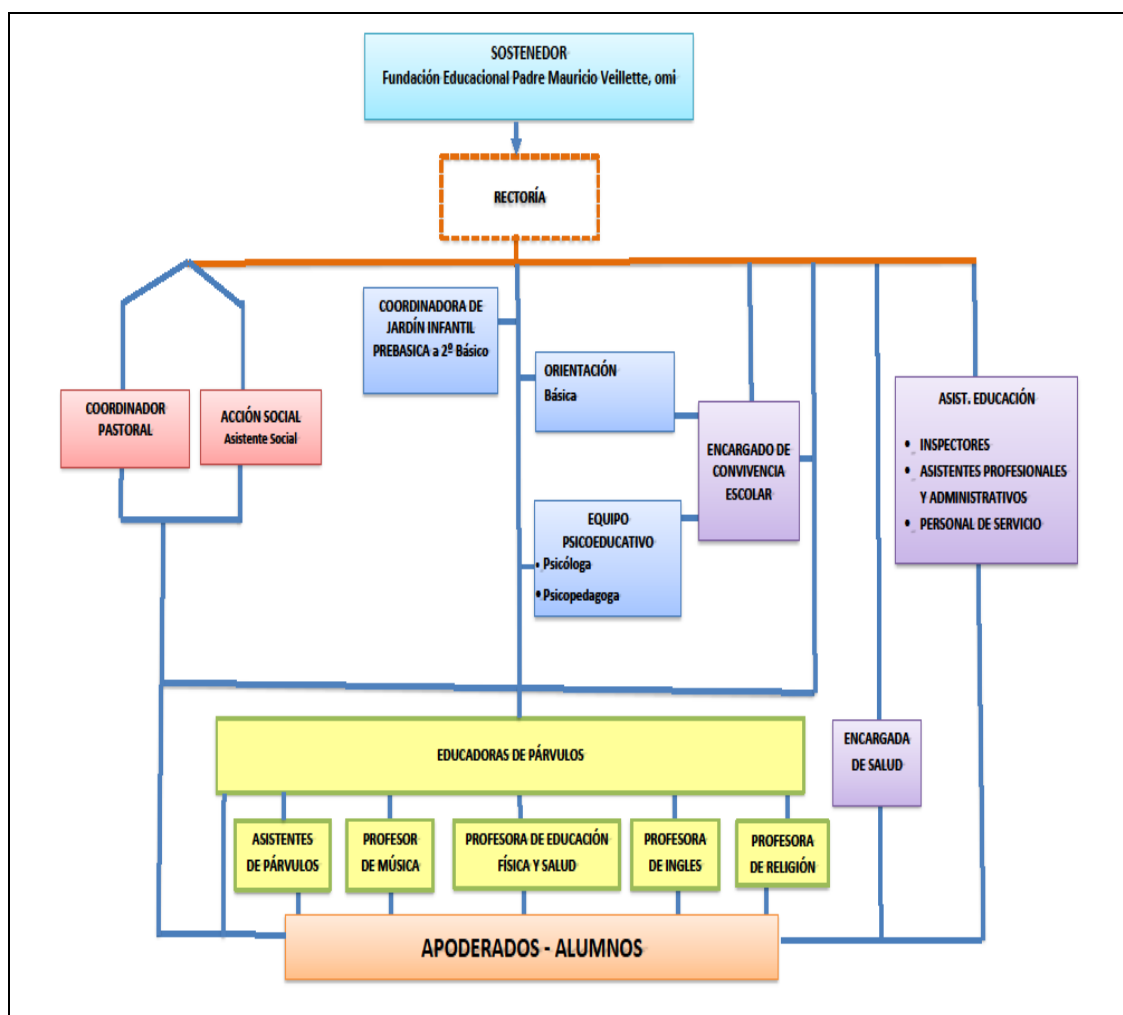 SOSTENEDOR
Fundación Educacional Padre Mauricio Veillette, omi
RECTORÍA
COORDINADORA DE
JARDÍN INFANTIL
PREBASICA a 2º Básico
ORIENTACIÓN
Básica
COORDINADOR
PASTORAL
ACCIÓN SOCIAL
Asistente Social
ENCARGADO DE
CONVIVENCIA
ESCOLAR
ASIST. EDUCACIÓN
• INSPECTORES
• ASISTENTES PROFESIONALES
Y ADMINISTRATIVOS
• PERSONAL DE SERVICIO
EQUIPO
PSICOEDUCATIVO
• Psicóloga
• Psicopedagoga
EDUCADORAS DE PÁRVULOS
ENCARGADA
DE SALUD
ASISTENTES
DE PÁRVULOS
PROFESOR
DE MÚSICA
PROFESORA DE EDUCACIÓN
FÍSICA Y SALUD
PROFESORA
DE INGLES
PROFESORA
DE RELIGIÓN
APODERADOS - ALUMNOS